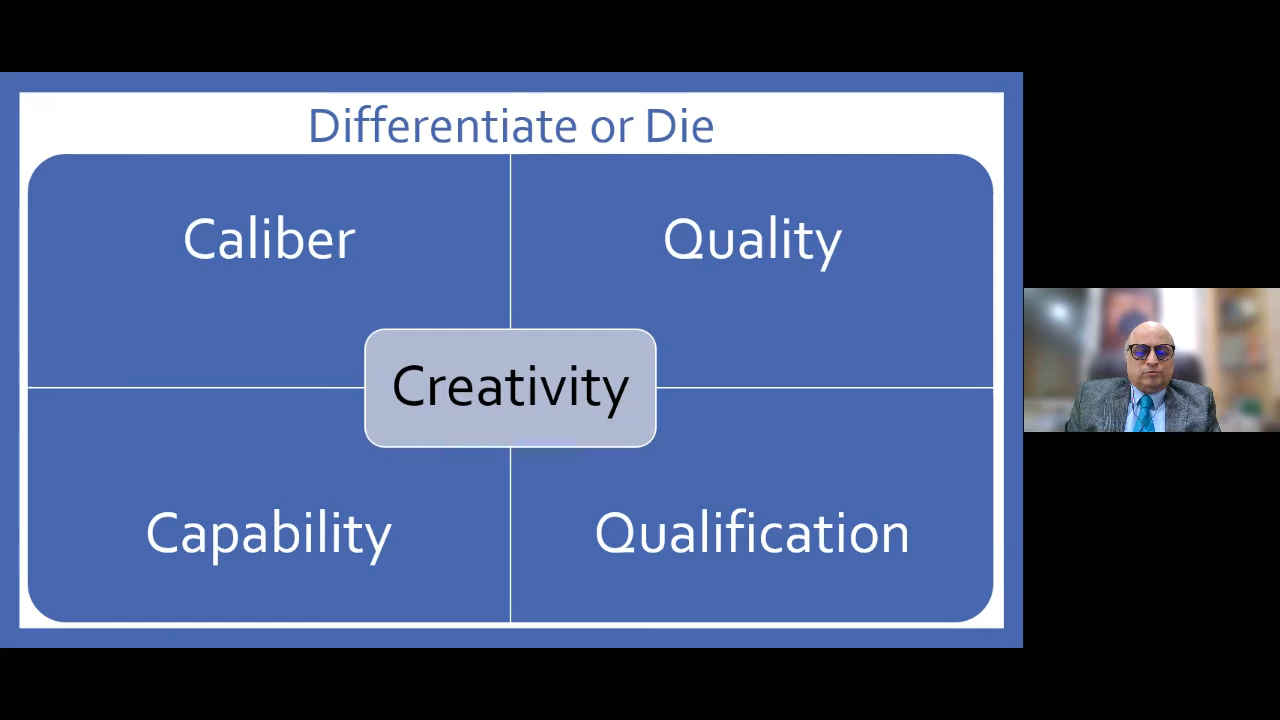 Differentiate or Die
Caliber
Quality
Creativity
Capability
Qualification